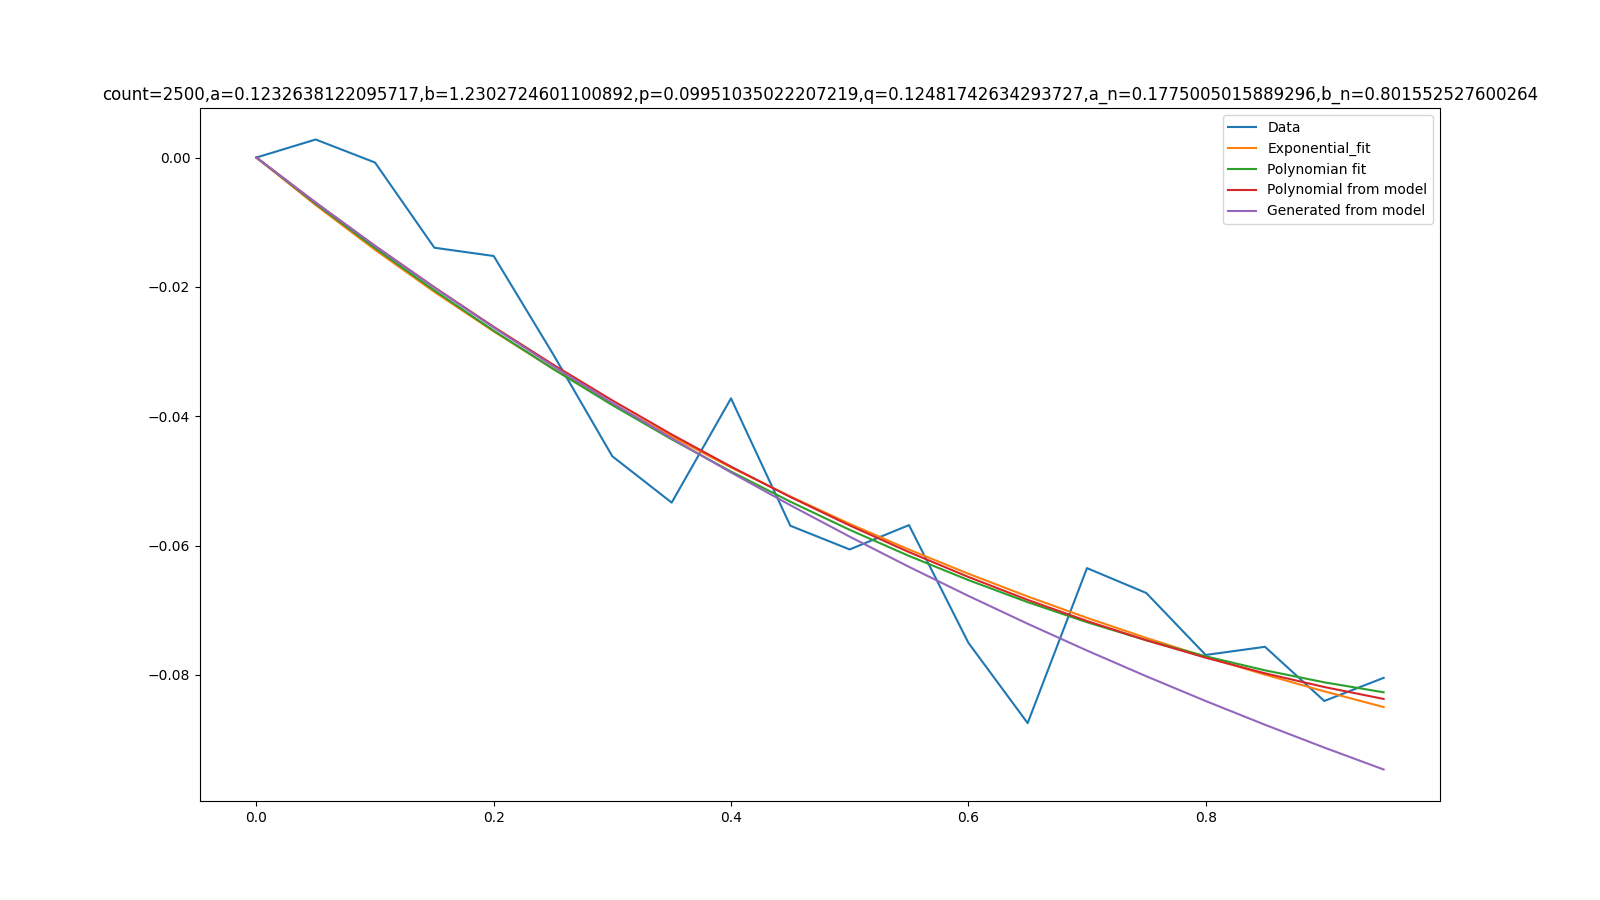 count=2500,a=0.1232638122095717,b=1.2302724601100892,p=0.09951035022207219,q=0.12481742634293727,a_n=0.1775005015889296,b_n=0.801552527600264
Data
Exponential_fit
Polynomian fit
Polynomial from model
Generated from model
0.00
−0.02
−0.04
−0.06
−0.08
0.0 0.2 0.4 0.6 0.8